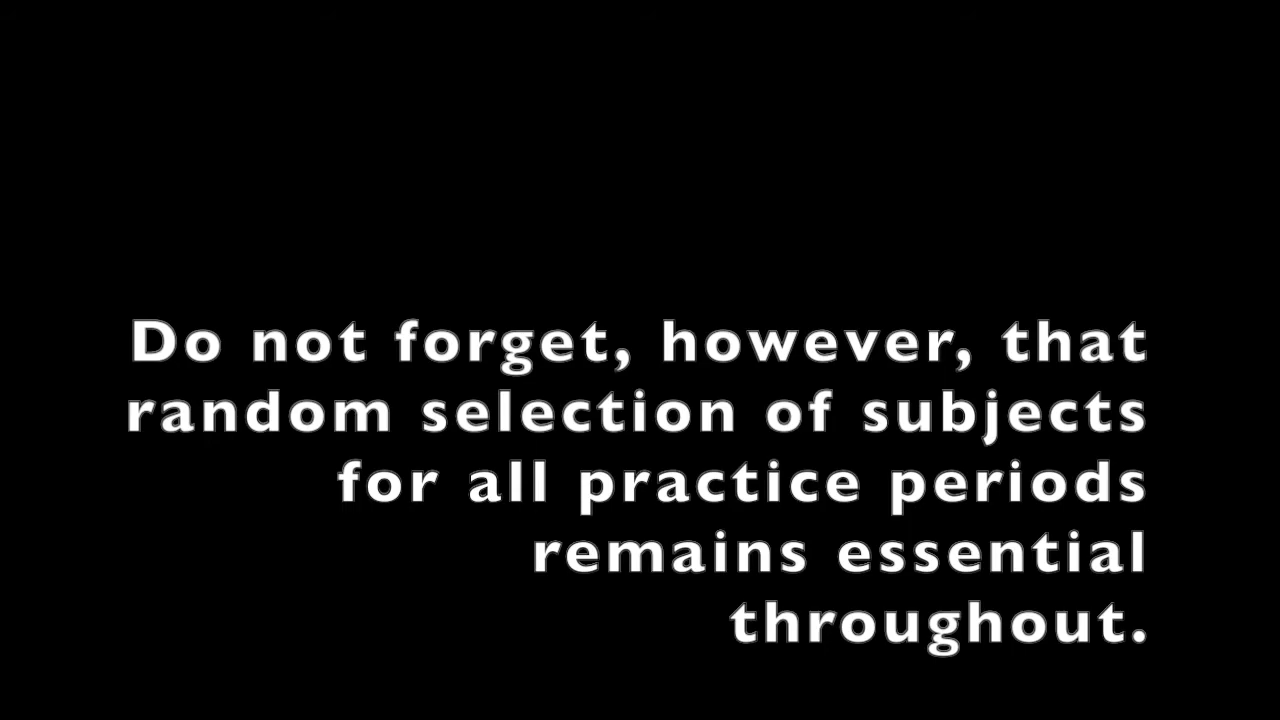 Do not forget, however, that
random selection of subjects
for all practice periods
remains essential
throughout.